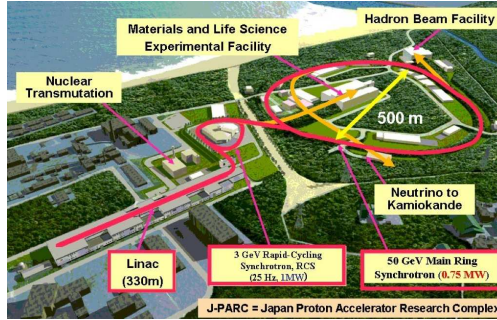 Hadron Beam Facility
Materials and Life Science
Experimental Facility
Nuclear
Transmutation
500 m
Neutrino to
Kamiokande
Linac
(330m)
3 GeV Rapid-Cycling
Synchrotron, RCS
(25 Hz, 1MW)
50 GeV Main Ring
Synchrotron (0.75 MW)
J-PARC = Japan Proton Accelerator Research Complex